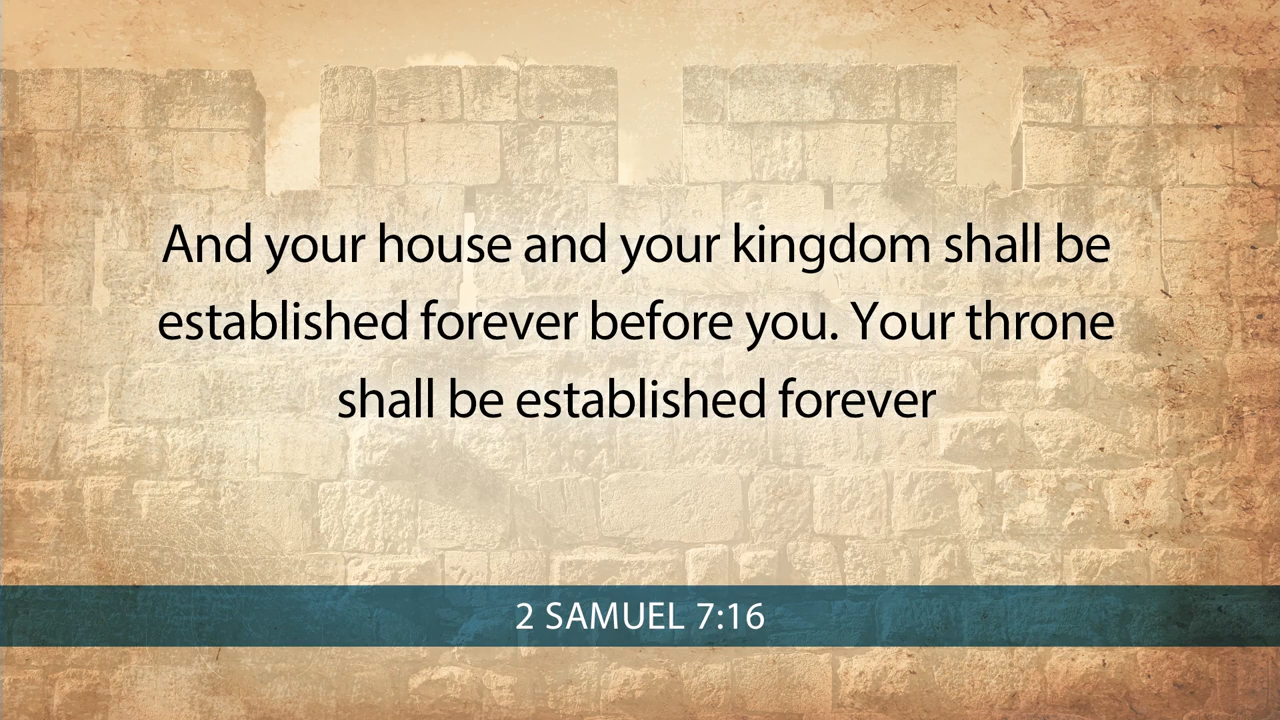 And your house and your kingdom shall be
established forever before you. Your throne
shall be established forever
2 SAMUEL 7:16